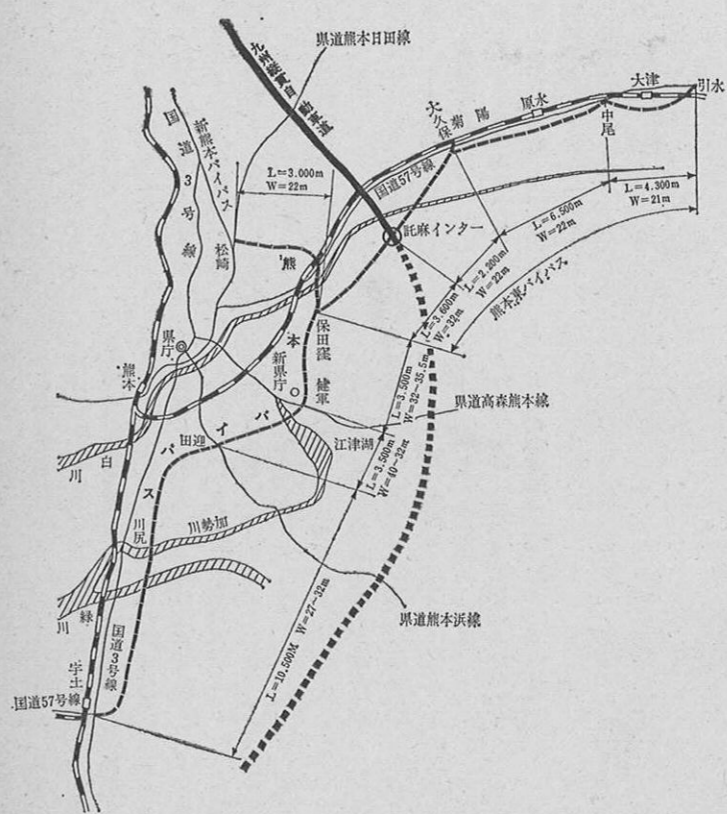 県道熊本日田線
九州縦貫自動車道
国道3号線
新熊本バイパス
L=3.000m
W=22m
松崎
大久保
菊陽
原水
大津
引水
中尾
国道57号線
託麻インター
L=4.300m
W=21m
L=6.500m
W=22m
L=2.200m
W=22m
L=3.600m
W=32m
熊本東バイパス
熊本バイパス
県庁
新県庁
保田窪
健軍
熊本
L=3.500m
W=32~35.5m
県道高森熊本線
L=3.500m
W=40~32m
江津湖
田迎
白川
川尻
加勢川
緑川
県道熊本浜線
L=10.500M W=27~32m
国道3号線
宇土
国道57号線